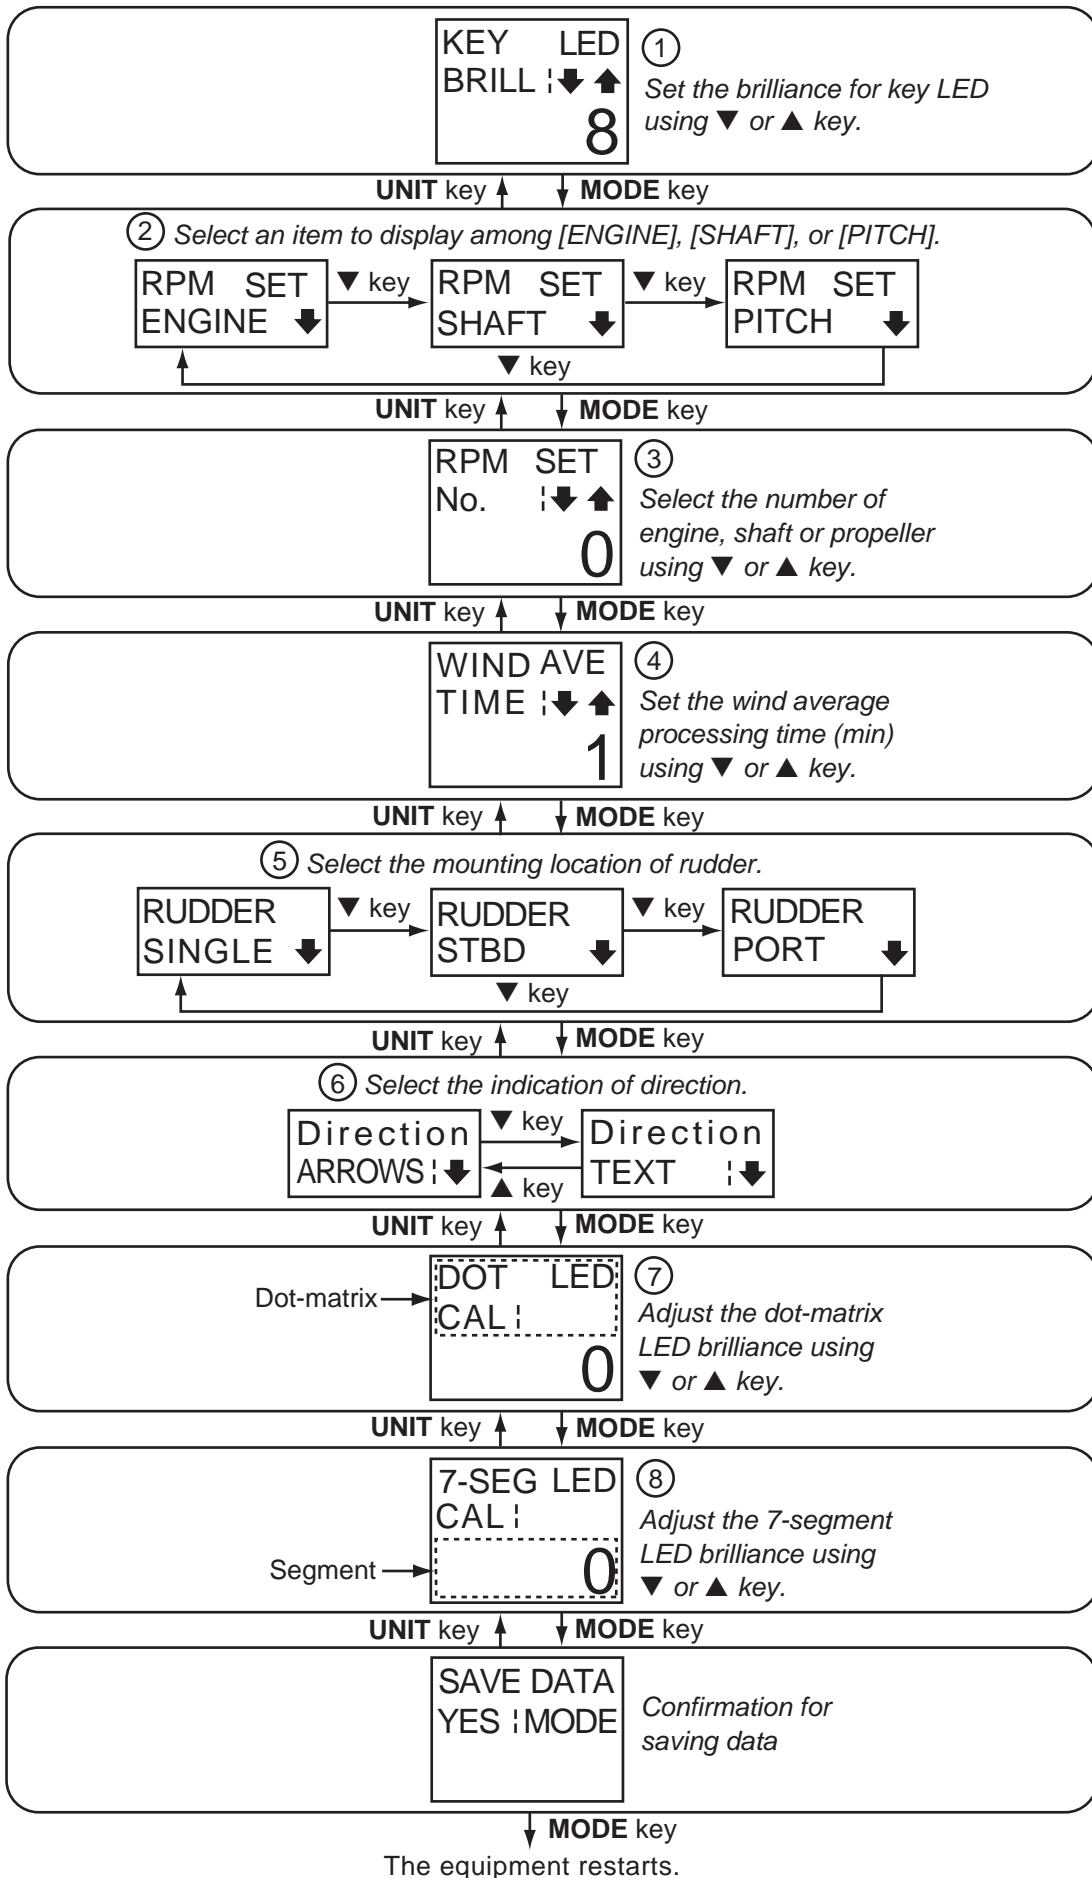 KEY LED
BRILL ¦🡇 🡅
8
①
Set the brilliance for key LED
using ▼ or ▲ key.
UNIT key MODE key
② Select an item to display among [ENGINE], [SHAFT], or [PITCH].
RPM SET
ENGINE 🡇
▼ key
RPM SET
SHAFT 🡇
▼ key
RPM SET
PITCH 🡇
▼ key
UNIT key MODE key
RPM SET
No. ¦🡇 🡅
0
③
Select the number of
engine, shaft or propeller
using ▼ or ▲ key.
UNIT key MODE key
WIND AVE
TIME ¦🡇 🡅
1
④
Set the wind average
processing time (min)
using ▼ or ▲ key.
UNIT key MODE key
⑤ Select the mounting location of rudder.
RUDDER
SINGLE 🡇
▼ key
RUDDER
STBD 🡇
▼ key
RUDDER
PORT 🡇
▼ key
UNIT key MODE key
⑥ Select the indication of direction.
Direction
ARROWS ¦🡇
▼ key
▲ key
Direction
TEXT ¦🡇
UNIT key MODE key
Dot-matrix
DOT LED
CAL ¦
0
⑦
Adjust the dot-matrix
LED brilliance using
▼ or ▲ key.
UNIT key MODE key
7-SEG LED
CAL ¦
Segment
0
⑧
Adjust the 7-segment
LED brilliance using
▼ or ▲ key.
UNIT key MODE key
SAVE DATA
YES ¦MODE
Confirmation for
saving data
MODE key
The equipment restarts.